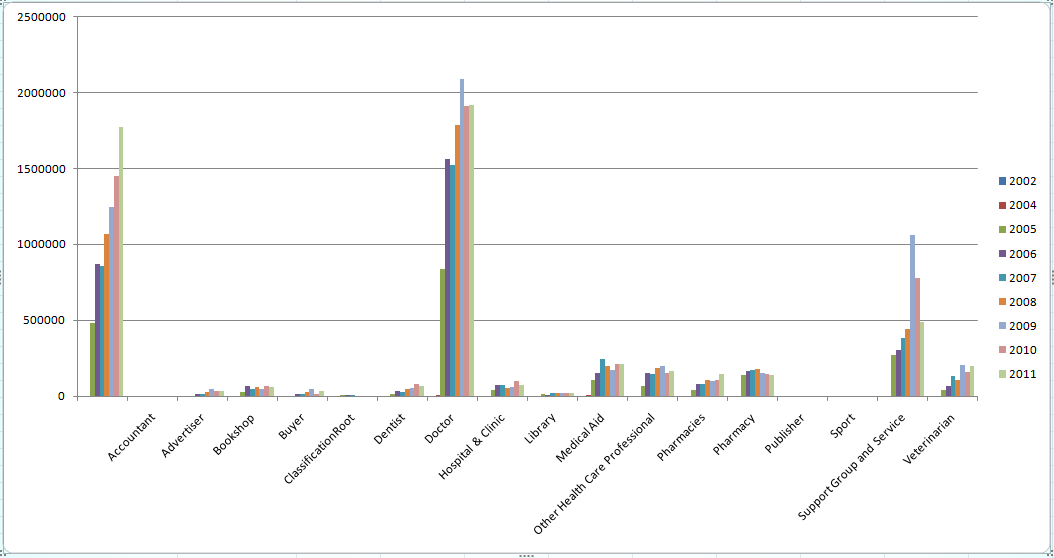 2500000
2000000
1500000
1000000
500000
0
Accountant
Advertiser
Bookshop
Buyer
ClassificationRoot
Dentist
Doctor
Hospital & Clinic
Library
Medical Aid
Other Health Care Professional
Pharmacies
Pharmacy
Publisher
Sport
Support Group and Service
Veterinarian
2002
2004
2005
2006
2007
2008
2009
2010
2011